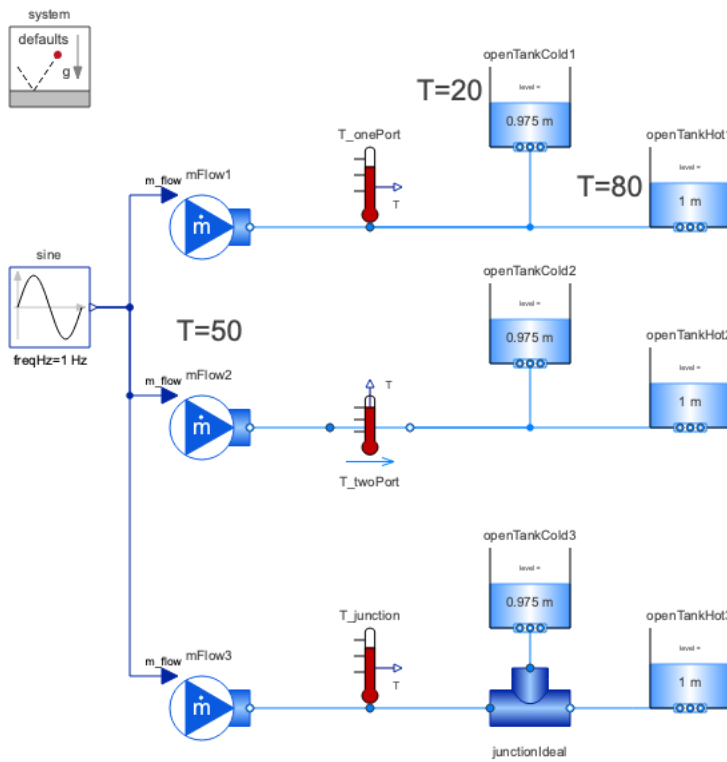 system
defaults
g
openTankCold1
level =
0.975 m
T=20
T_onePort
T
openTankHot1
level =
1 m
T=80
m_flow
mFlow1
ṁ
sine
freqHz=1 Hz
T=50
openTankCold2
level =
0.975 m
openTankHot2
level =
1 m
m_flow
mFlow2
ṁ
T
T_twoPort
openTankCold3
level =
0.975 m
T_junction
T
openTankHot3
level =
1 m
m_flow
mFlow3
ṁ
junctionIdeal